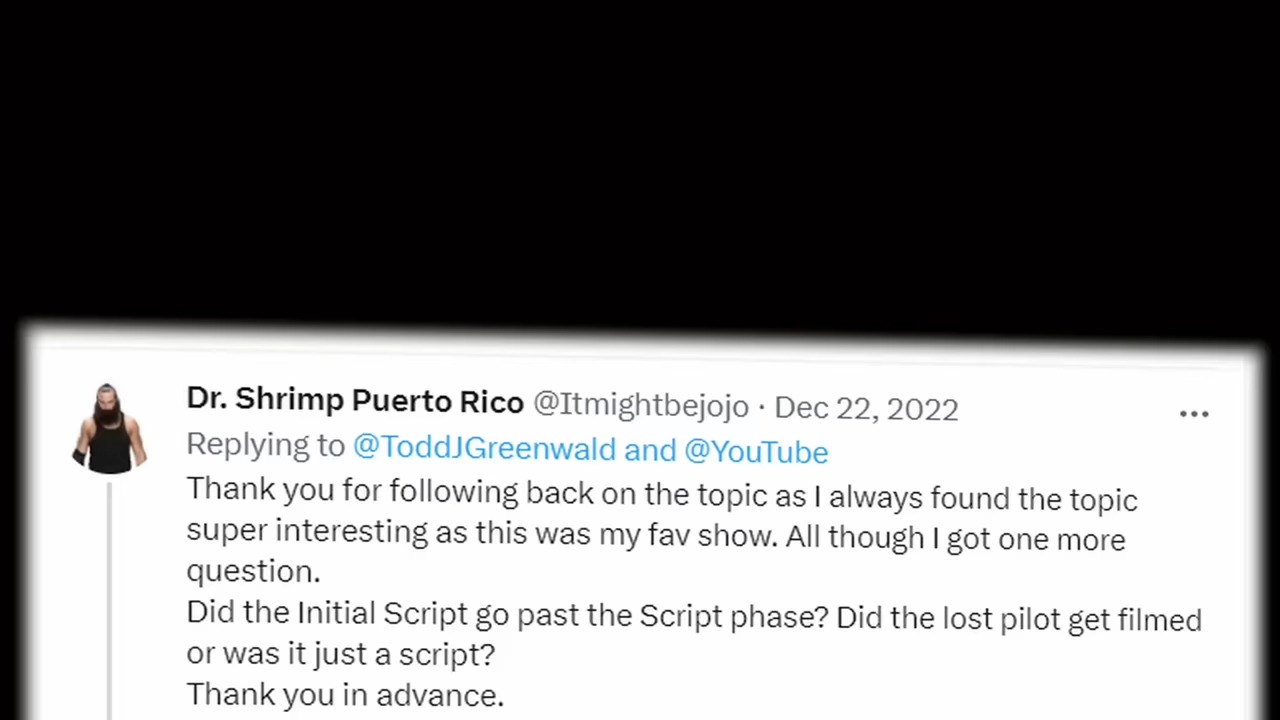 Dr. Shrimp Puerto Rico @Itmightbejojo · Dec 22, 2022
Replying to @ToddJGreenwald and @YouTube
Thank you for following back on the topic as I always found the topic
super interesting as this was my fav show. All though I got one more
question.
Did the Initial Script go past the Script phase? Did the lost pilot get filmed
or was it just a script?
Thank you in advance.